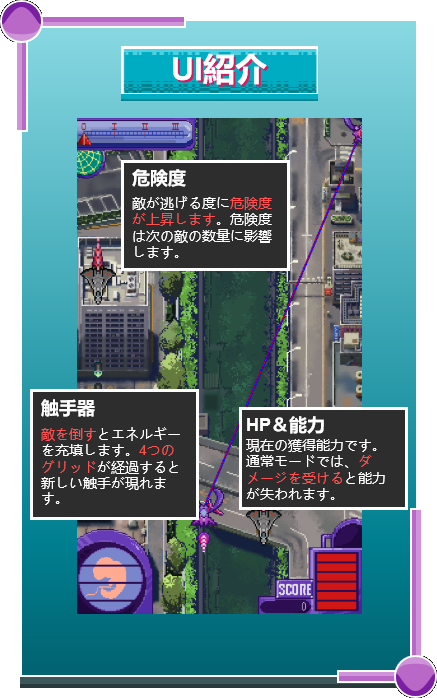 UI紹介
0 I II III
危険度
敵が逃げる度に危険度
が上昇します。危険度
は次の敵の数量に影響
します。
触手器
敵を倒すとエネルギー
を充填します。4つの
グリッドが経過すると
新しい触手が現れま
す。
HP＆能力
現在の獲得能力です。
通常モードでは、ダ
メージを受けると能力
が失われます。
SCORE
0